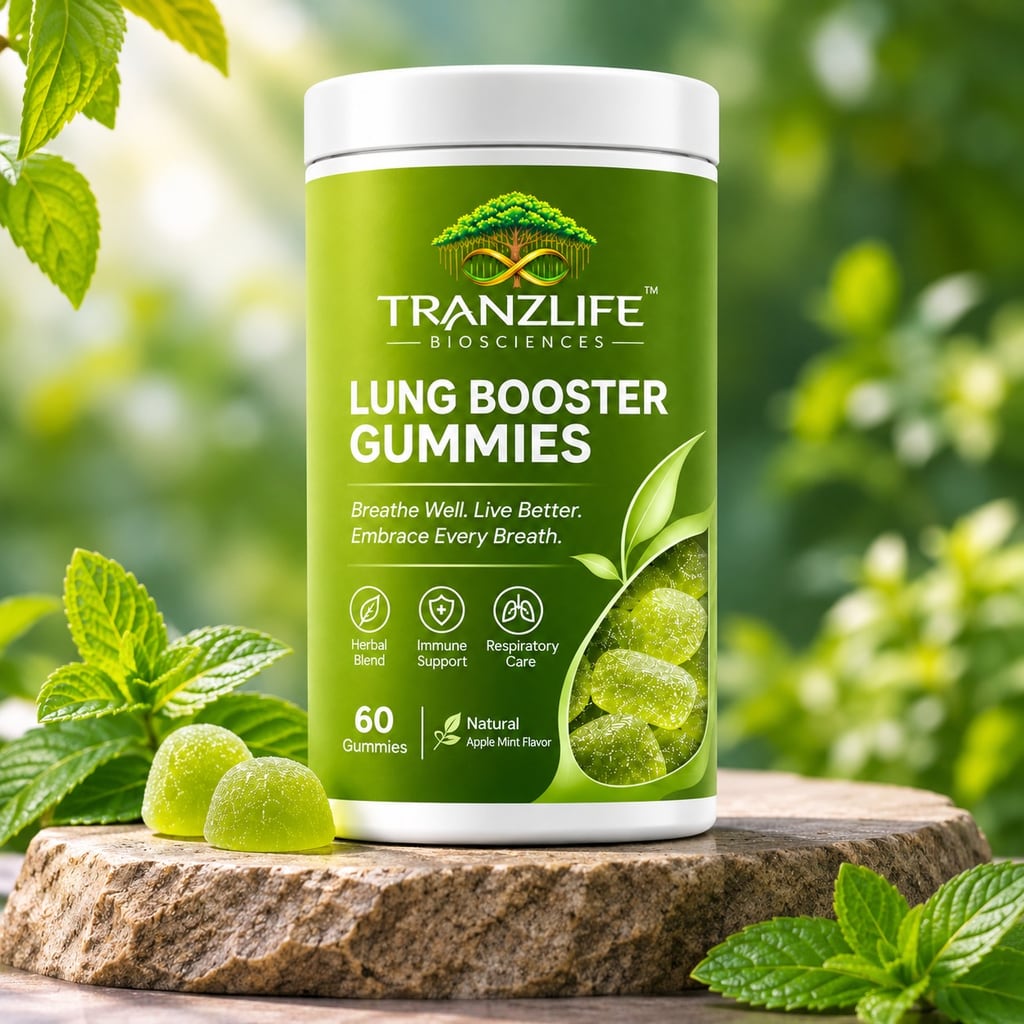 TRANZLIFE™
BIOSCIENCES
LUNG BOOSTER
GUMMIES
Breathe Well. Live Better.
Embrace Every Breath.
Herbal
Blend
Immune
Support
Respiratory
Care
60
Gummies
Natural
Apple Mint Flavor